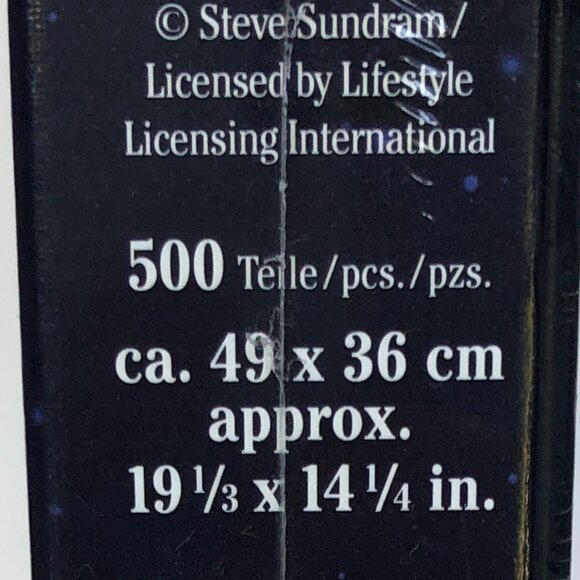 © Steve Sundram/
Licensed by Lifestyle
Licensing International
500 Teile/pcs./pzs.
ca. 49 x 36 cm
approx.
19 1/3 x 14 1/4 in.